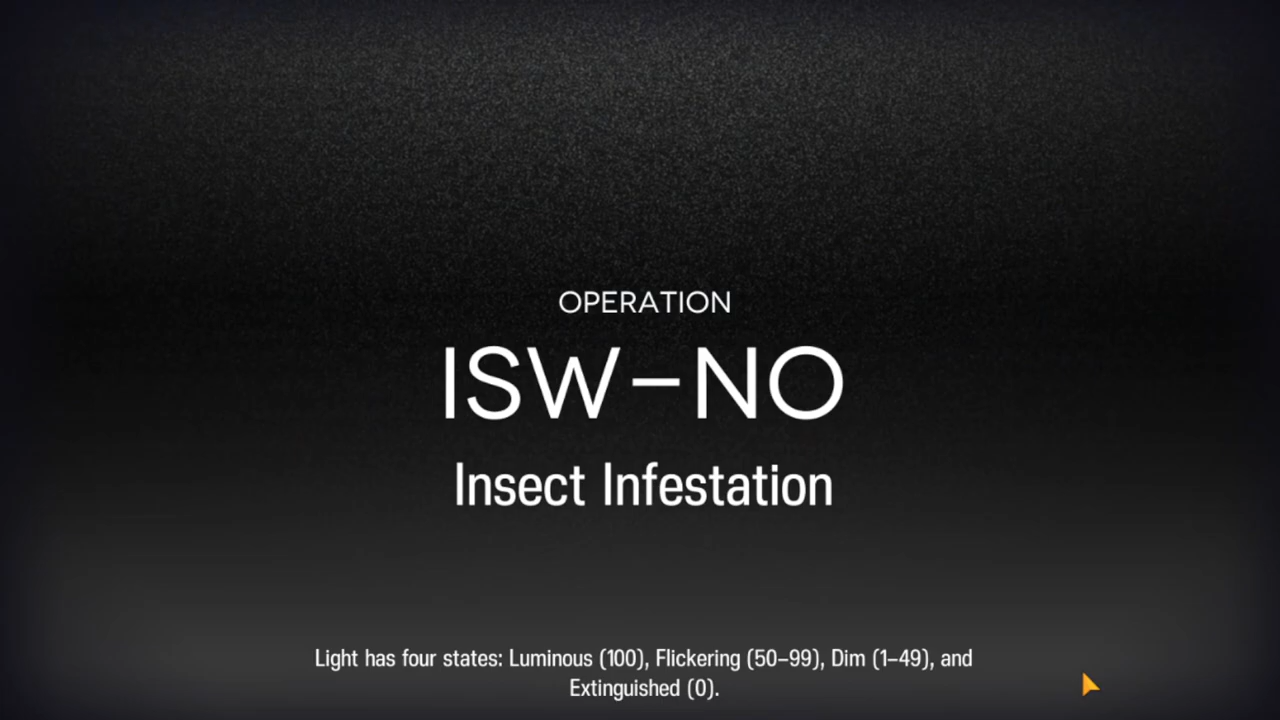 OPERATION
ISW-NO
Insect Infestation
Light has four states: Luminous (100), Flickering (50–99), Dim (1–49), and
Extinguished (0).